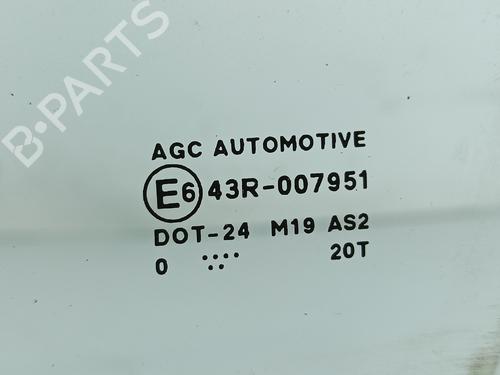 B-PARTS
AGC AUTOMOTIVE
E6 43R-007951
DOT-24 M19 AS2
0 20T